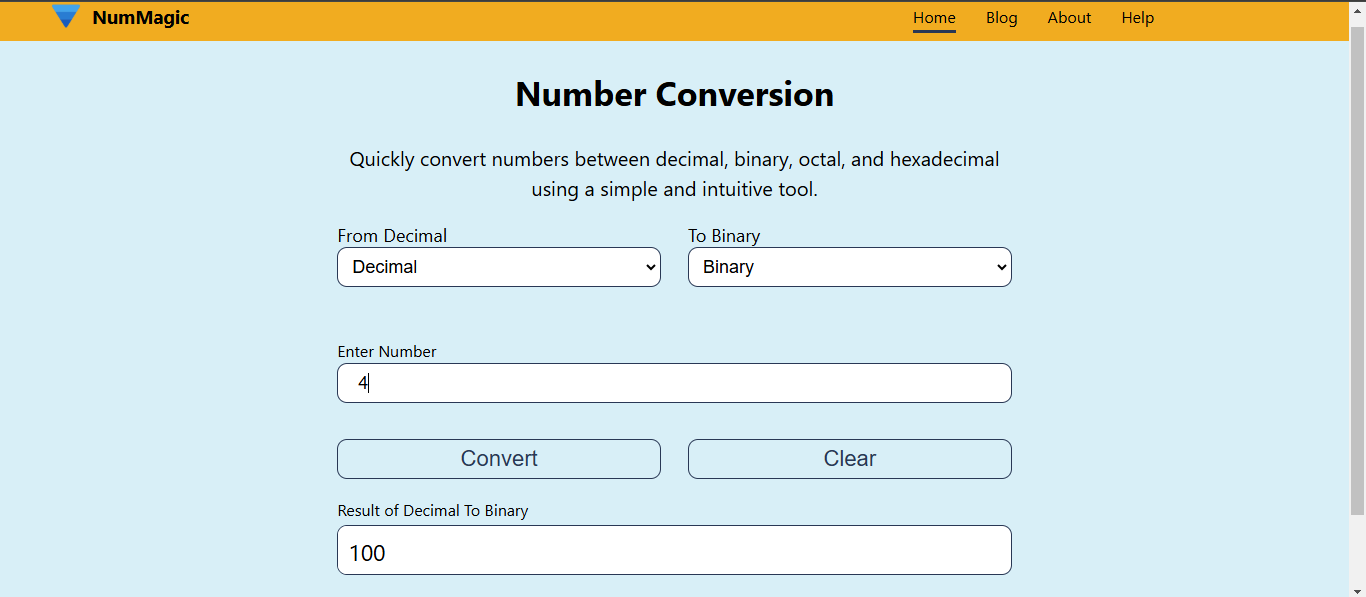 NumMagic Home Blog About Help
Number Conversion
Quickly convert numbers between decimal, binary, octal, and hexadecimal
using a simple and intuitive tool.
From Decimal To Binary
Decimal Binary
Enter Number
4
Convert Clear
Result of Decimal To Binary
100